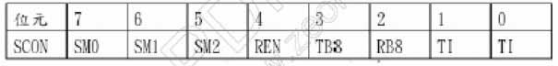 位元 7 6 5 4 3 2 1 0
SCON SM0 SM1 SM2 REN TB8 RB8 TI TI